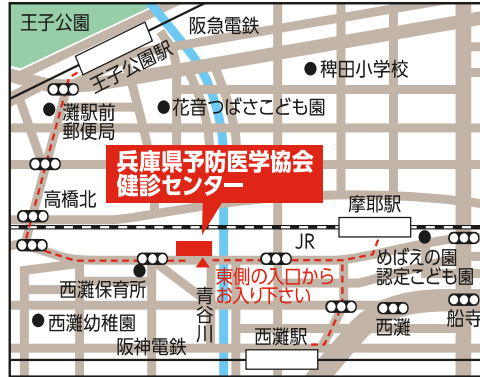 王子公園
阪急電鉄
王子公園駅
稗田小学校
灘駅前
郵便局
花音つばさこども園
兵庫県予防医学協会
健診センター
高橋北
摩耶駅
JR
めばえの園
認定こども園
東側の入口から
お入り下さい
西灘保育所
青谷川
西灘幼稚園
西灘
船寺
西灘駅
阪神電鉄